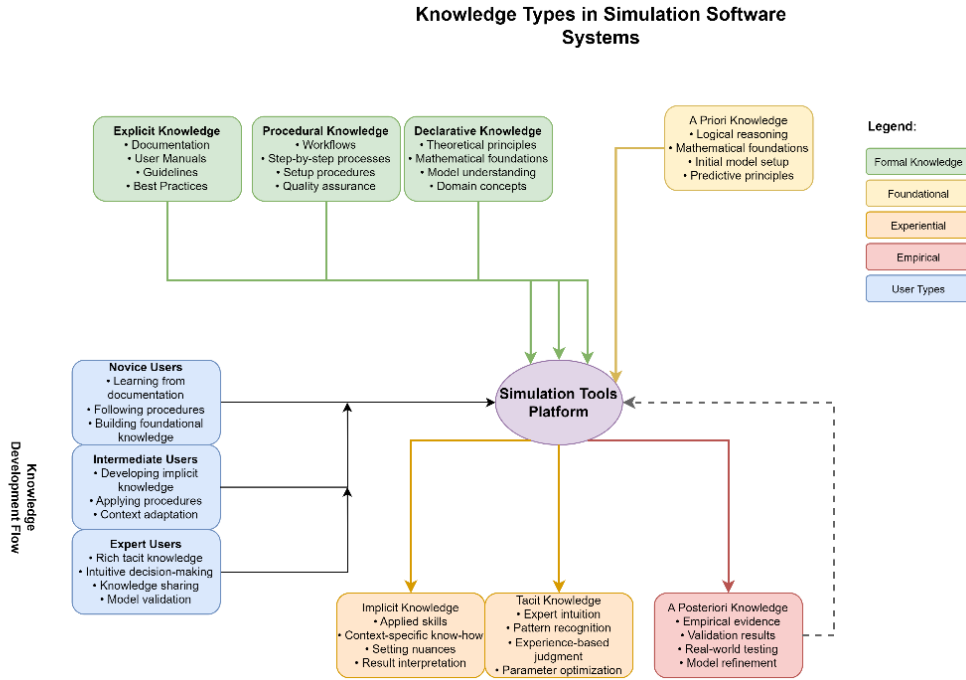 Knowledge Types in Simulation Software
Systems
Explicit Knowledge
• Documentation
• User Manuals
• Guidelines
• Best Practices
Procedural Knowledge
• Workflows
• Step-by-step processes
• Setup procedures
• Quality assurance
Declarative Knowledge
• Theoretical principles
• Mathematical foundations
• Model understanding
• Domain concepts
A Priori Knowledge
• Logical reasoning
• Mathematical foundations
• Initial model setup
• Predictive principles
Legend:
Formal Knowledge
Foundational
Experiential
Empirical
User Types
Knowledge
Development Flow
Novice Users
• Learning from
documentation
• Following procedures
• Building foundational
knowledge
Intermediate Users
• Developing implicit
knowledge
• Applying procedures
• Context adaptation
Expert Users
• Rich tacit knowledge
• Intuitive decision-making
• Knowledge sharing
• Model validation
Simulation Tools
Platform
Implicit Knowledge
• Applied skills
• Context-specific know-how
• Setting nuances
• Result interpretation
Tacit Knowledge
• Expert intuition
• Pattern recognition
• Experience-based
judgment
• Parameter optimization
A Posteriori Knowledge
• Empirical evidence
• Validation results
• Real-world testing
• Model refinement